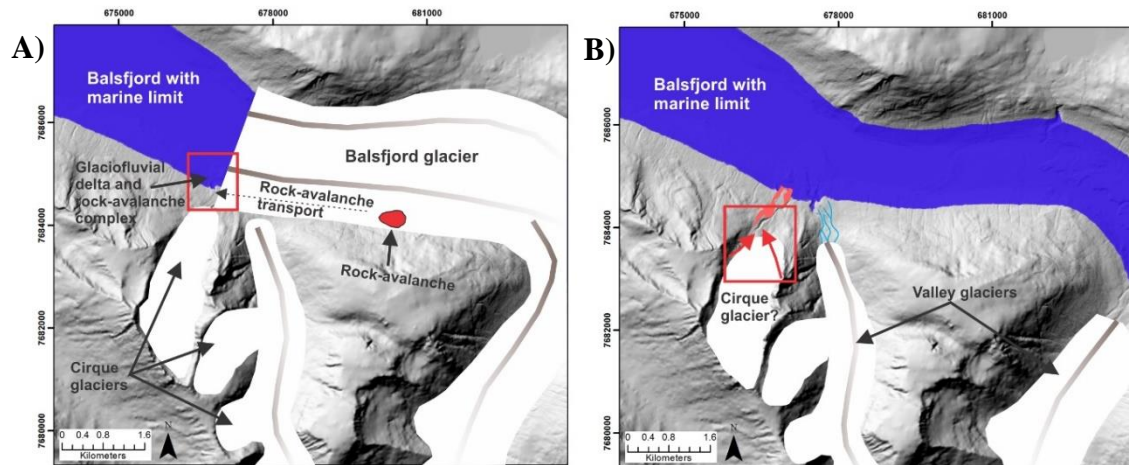 A)
675000 678000 681000
Balsfjord with
marine limit
7686000
Balsfjord glacier
Glaciofluvial
delta and
rock-avalanche
complex
Rock-avalanche
transport
7684000
Rock-avalanche
7682000
Cirque
glaciers
7680000
N
0 0.4 0.8 1.6
Kilometers
B)
675000 678000 681000
Balsfjord with
marine limit
7686000
7684000
Cirque
glacier?
Valley glaciers
7682000
7680000
N
0 0.4 0.8 1.6
Kilometers